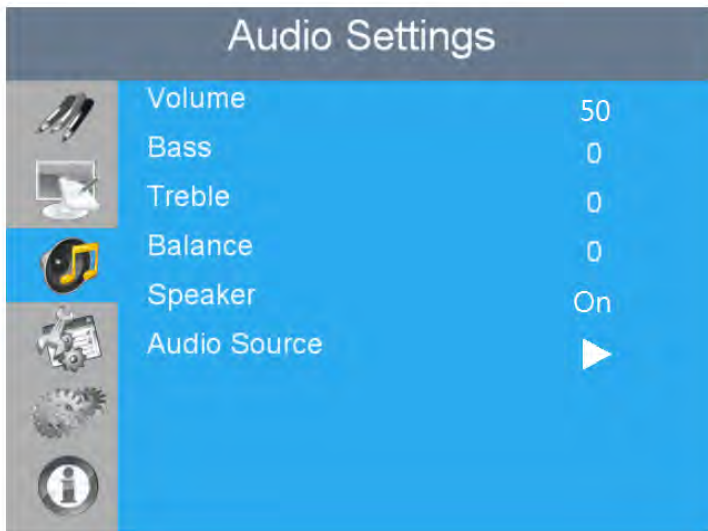 Audio Settings
Volume 50
Bass 0
Treble 0
Balance 0
Speaker On
Audio Source